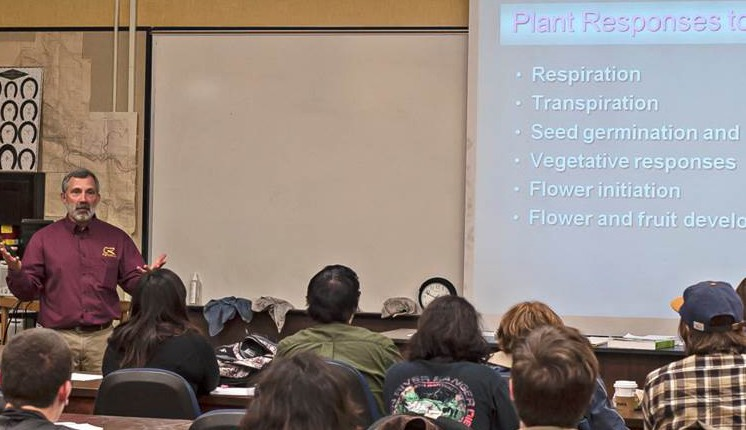 Plant Responses to
• Respiration
• Transpiration
• Seed germination and
• Vegetative responses
• Flower initiation
• Flower and fruit develo